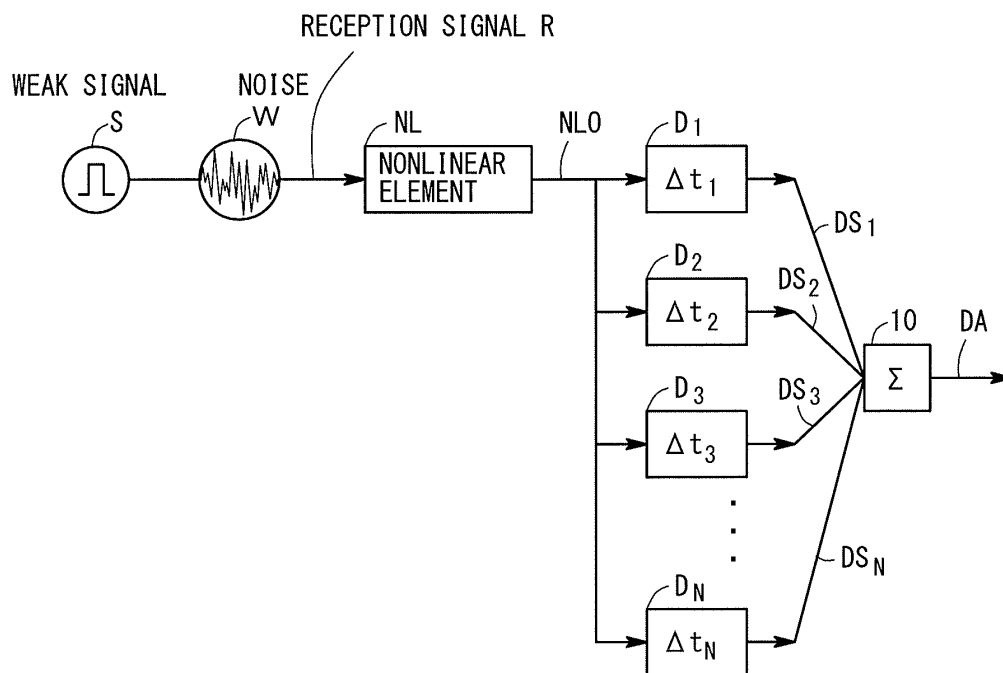 RECEPTION SIGNAL R
WEAK SIGNAL
S
NOISE
W
NL
NONLINEAR
ELEMENT
NLO
D1
Δt1
DS1
D2
Δt2
DS2
10
Σ
DA
D3
Δt3
DS3
DN
ΔtN
DSN